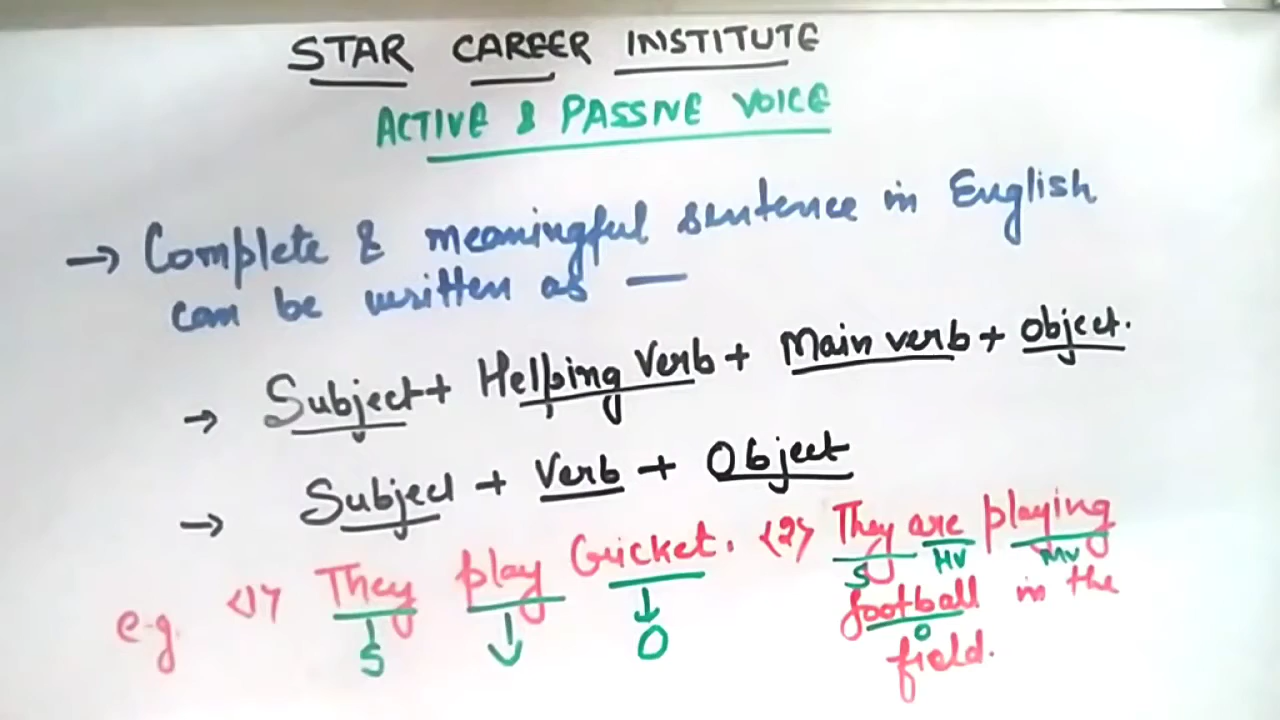 STAR CAREER INSTITUTE
ACTIVE & PASSIVE VOICE
→ Complete & meaningful sentence in English
can be written as —
→ Subject + Helping Verb + Main verb + Object.
→ Subject + Verb + Object
e.g. <1> They play Cricket. <2> They are playing
S V O S HV MV
football in the
O
field.